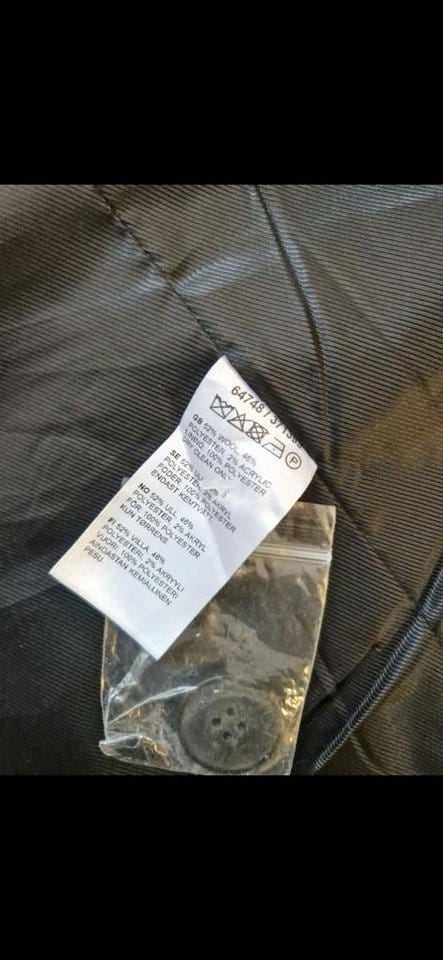 64748 / 371
GB 52% WOOL, 46%
POLYESTER, 2% ACRYLIC
LINING: 100% POLYESTER
DRY CLEAN ONLY
SE 52% 
POLYESTER, 2% AKRYL
FODER: 100% POLYESTER
ENDAST KEMTVÄTT
NO 52% ULL, 46%
POLYESTER, 2% AKRYL
FÓR: 100% POLYESTER
KUN TØRRENS
FI 52% VILLA, 46%
POLYESTERI, 2% AKRYYLI
VUORI: 100% POLYESTERI
AINOASTAAN KEMIALLINEN
PESU
P